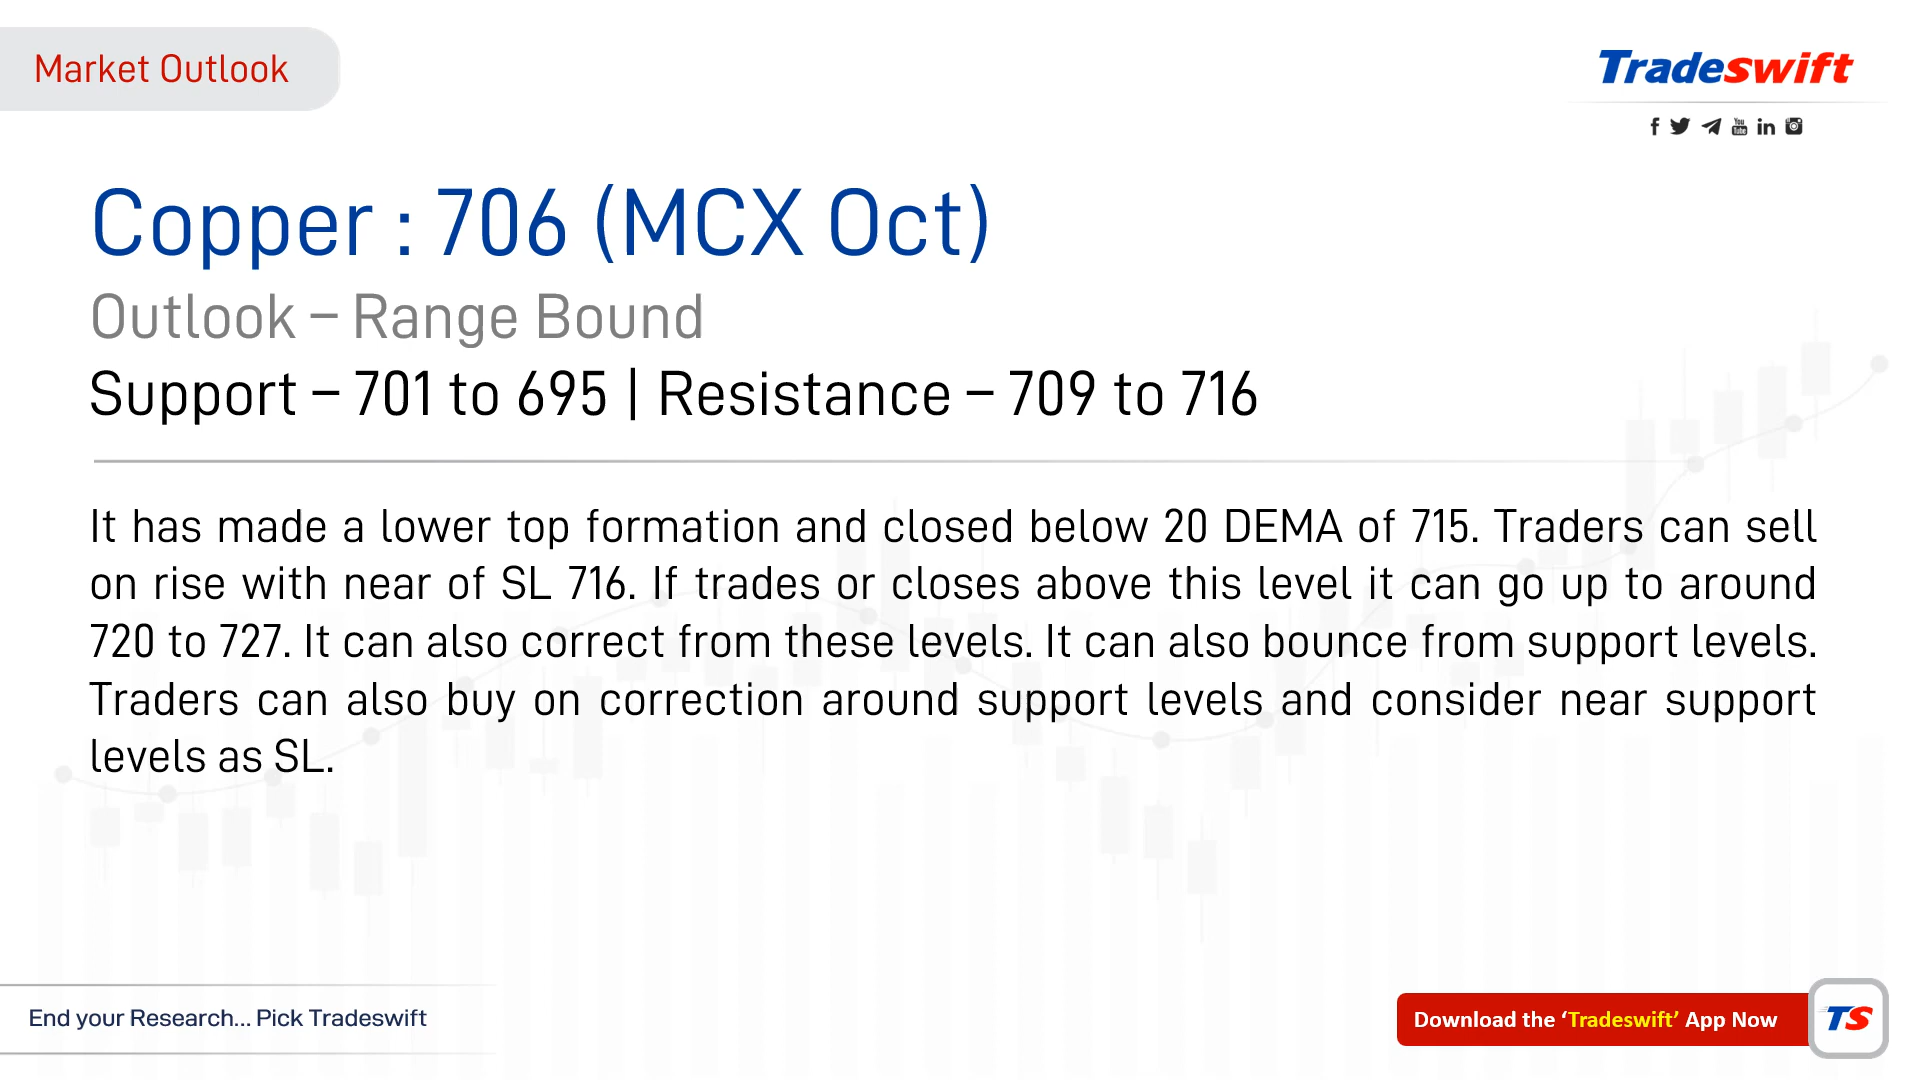 Market Outlook
Tradeswift
Copper : 706 (MCX Oct)
Outlook – Range Bound
Support – 701 to 695 | Resistance – 709 to 716
It has made a lower top formation and closed below 20 DEMA of 715. Traders can sell
on rise with near of SL 716. If trades or closes above this level it can go up to around
720 to 727. It can also correct from these levels. It can also bounce from support levels.
Traders can also buy on correction around support levels and consider near support
levels as SL.
End your Research... Pick Tradeswift
Download the ‘Tradeswift’ App Now
TS